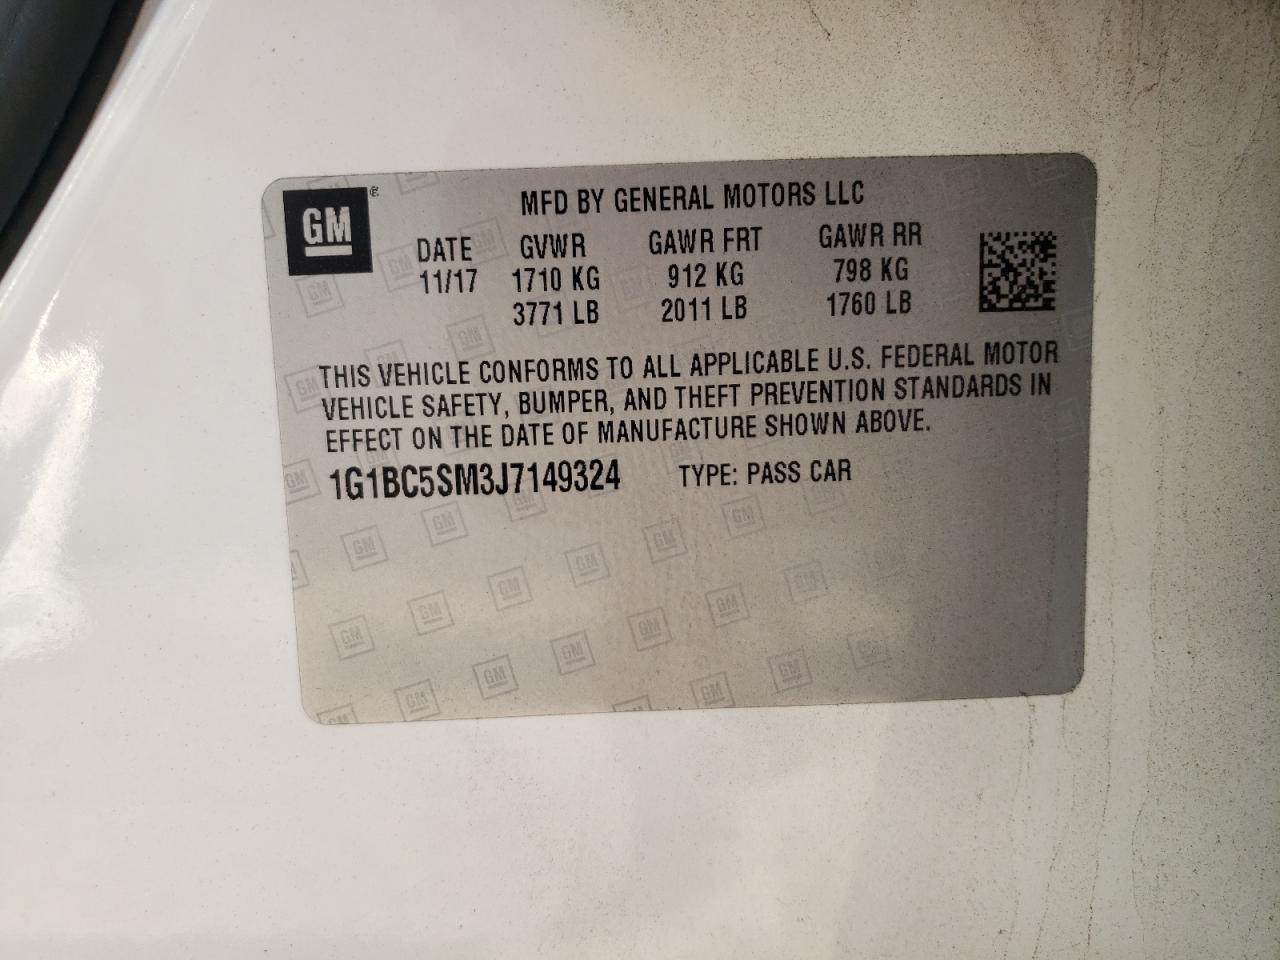 GM
MFD BY GENERAL MOTORS LLC
DATE GVWR GAWR FRT GAWR RR
11/17 1710 KG 912 KG 798 KG
3771 LB 2011 LB 1760 LB
THIS VEHICLE CONFORMS TO ALL APPLICABLE U.S. FEDERAL MOTOR
VEHICLE SAFETY, BUMPER, AND THEFT PREVENTION STANDARDS IN
EFFECT ON THE DATE OF MANUFACTURE SHOWN ABOVE.
1G1BC5SM3J7149324 TYPE: PASS CAR